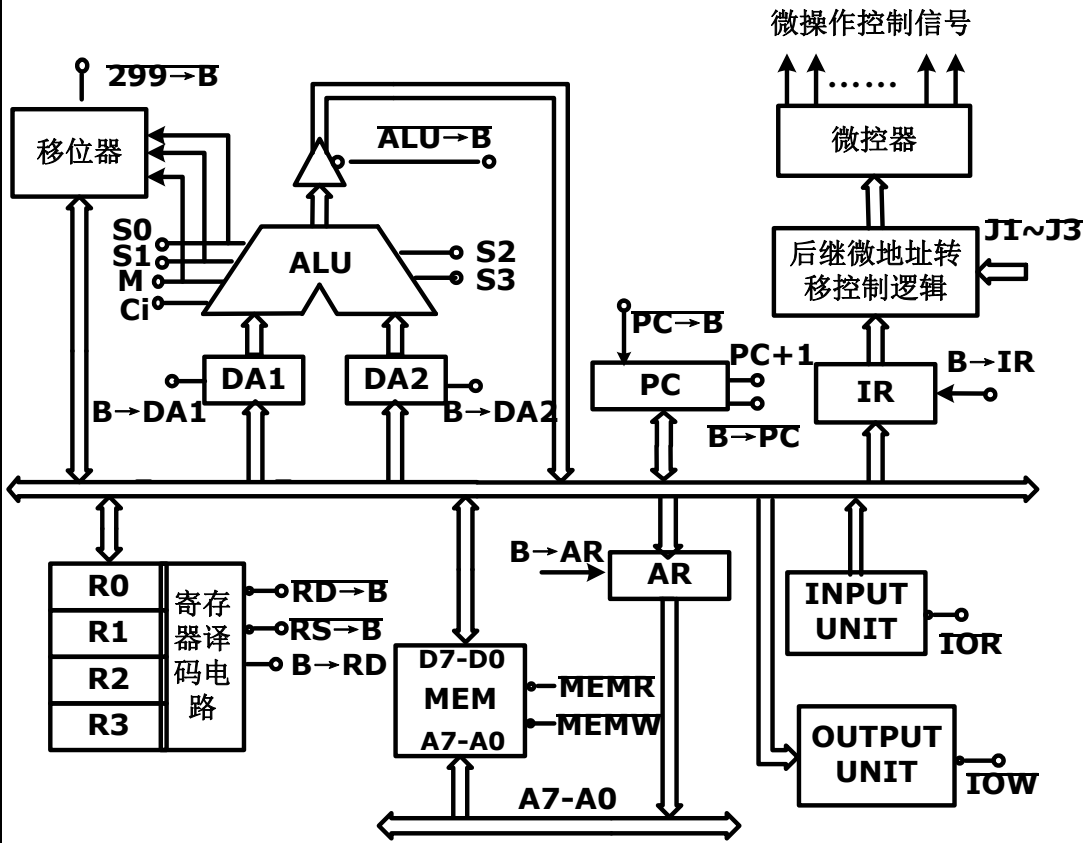 微操作控制信号
……
299→B
移位器
ALU→B
微控器
S0
S1
M
Ci
ALU
S2
S3
后继微地址转
移控制逻辑
J1~J3
PC→B
PC+1
DA1
DA2
PC
IR
B→IR
B→DA1
B→DA2
B→PC
B→AR
AR
R0
R1
R2
R3
寄存
器译
码电
路
RD→B
RS→B
B→RD
D7-D0
MEM
A7-A0
MEMR
MEMW
INPUT
UNIT
IOR
OUTPUT
UNIT
IOW
A7-A0